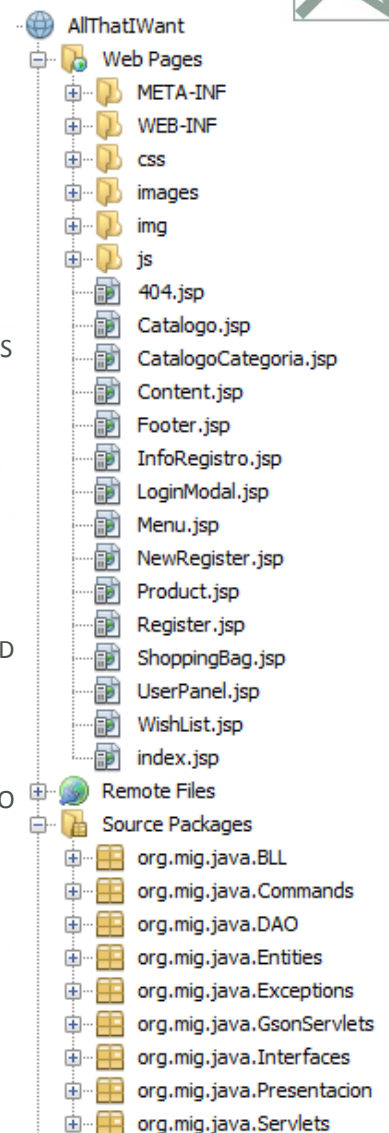 AllThatIWant
Web Pages
META-INF
WEB-INF
css
images
img
js
404.jsp
Catalogo.jsp
S
CatalogoCategoria.jsp
Content.jsp
Footer.jsp
InfoRegistro.jsp
LoginModal.jsp
Menu.jsp
NewRegister.jsp
Product.jsp
Register.jsp
D
ShoppingBag.jsp
UserPanel.jsp
WishList.jsp
index.jsp
O
Remote Files
Source Packages
org.mig.java.BLL
org.mig.java.Commands
org.mig.java.DAO
org.mig.java.Entities
org.mig.java.Exceptions
org.mig.java.GsonServlets
org.mig.java.Interfaces
org.mig.java.Presentacion
org.mig.java.Servlets